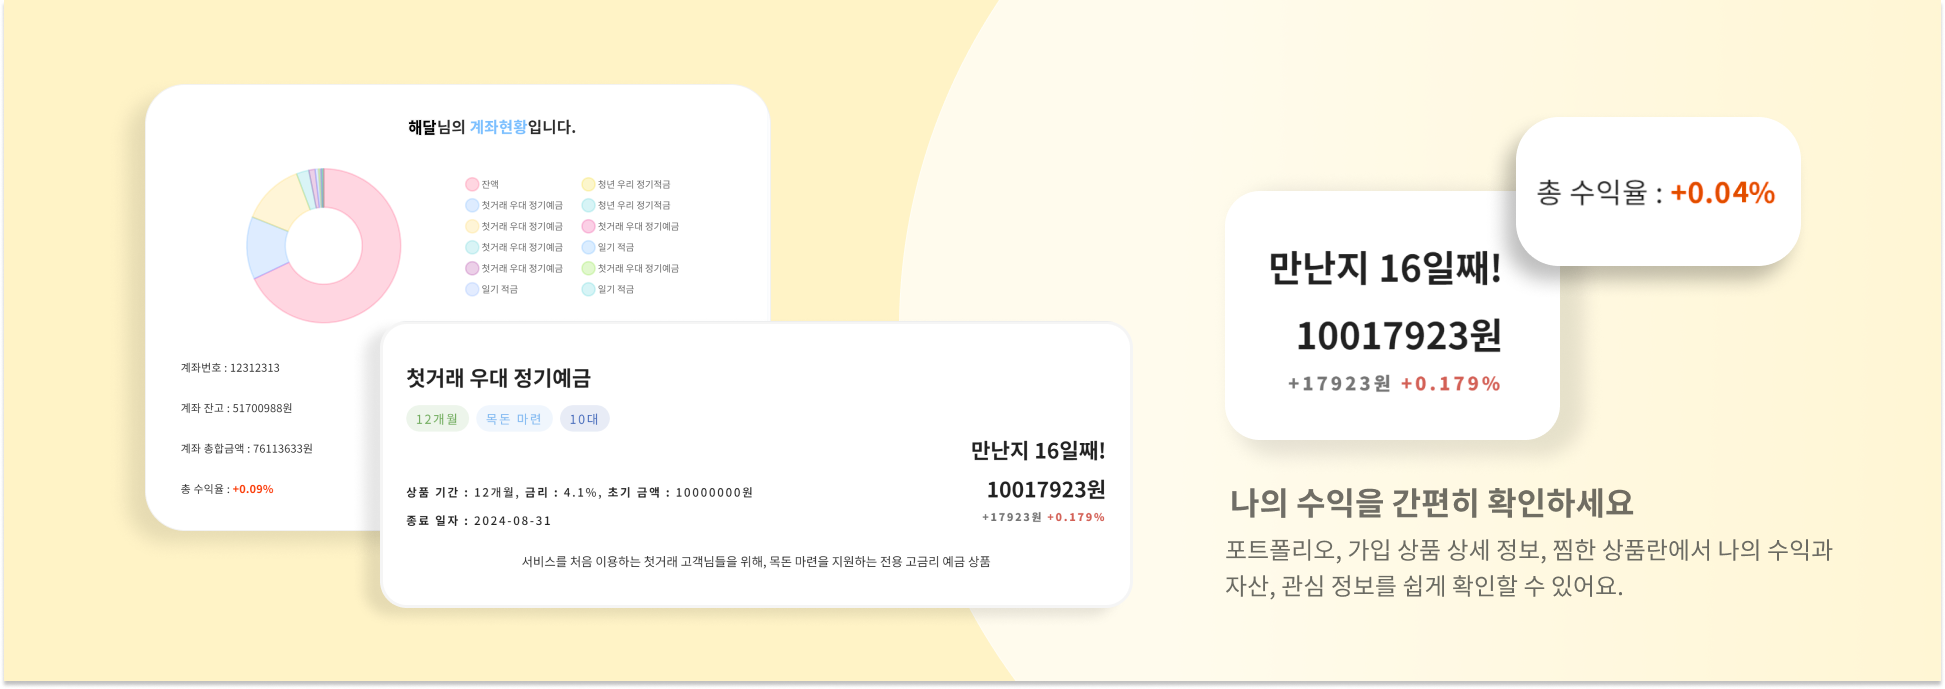 해달님의 계좌현황입니다.
잔액
청년 우리 정기적금
첫거래 우대 정기예금
청년 우리 정기적금
첫거래 우대 정기예금
첫거래 우대 정기예금
첫거래 우대 정기예금
일기 적금
첫거래 우대 정기예금
첫거래 우대 정기예금
일기 적금
일기 적금
계좌번호 : 12312313
계좌 잔고 : 51700988원
계좌 총합금액 : 76113633원
총 수익율 : +0.09%
첫거래 우대 정기예금
12개월 목돈 마련 10대
만난지 16일째!
10017923원
+17923원 +0.179%
상품 기간 : 12개월, 금리 : 4.1%, 초기 금액 : 10000000원
종료 일자 : 2024-08-31
서비스를 처음 이용하는 첫거래 고객님들을 위해, 목돈 마련을 지원하는 전용 고금리 예금 상품
총 수익율 : +0.04%
만난지 16일째!
10017923원
+17923원 +0.179%
나의 수익을 간편히 확인하세요
포트폴리오, 가입 상품 상세 정보, 찜한 상품란에서 나의 수익과
자산, 관심 정보를 쉽게 확인할 수 있어요.